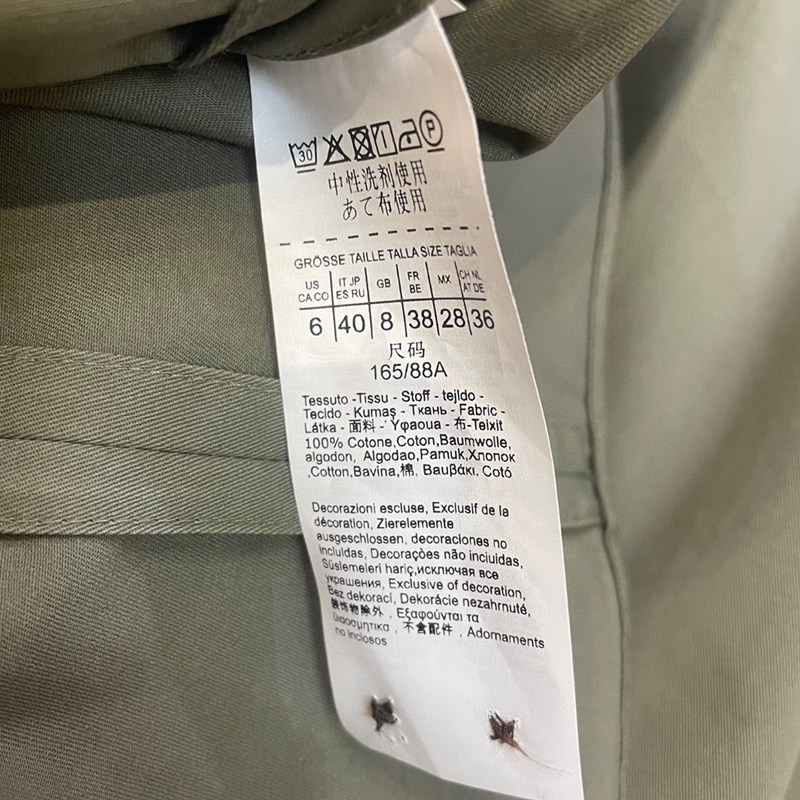 30 P
中性洗剤使用
あて布使用
GRÖSSE TAILLE TALLA SIZE TAGLIA
US CA CO | IT JP ES RU | GB | FR BE | MX | CH NL AT DE
6 | 40 | 8 | 38 | 28 | 36
尺码
165/88A
Tessuto -Tissu - Stoff - tejldo -
Tecido - Kumaş - Ткань - Fabric -
Látka - 面料 - Yφαoua - 布-Teixit
100% Cotone,Coton,Baumwolle,
algodon, Algodao,Pamuk,Хлопок
,Cotton,Bavina,棉, Βαuβáκι, Cotó
Decorazioni escluse, Exclusif de la
décoration, Zierelemente
ausgeschlossen, decoraciones no
incluidas, Decorações não incluidas,
Süslemeleri hariç,исключая все
украшения, Exclusive of decoration,
Bez dekorací, Dekorácie nezahrnuté,
装飾物除外 , Εξαφούνται τα
διαοσμητικα , 不含配件 , Adornaments
no inclosos